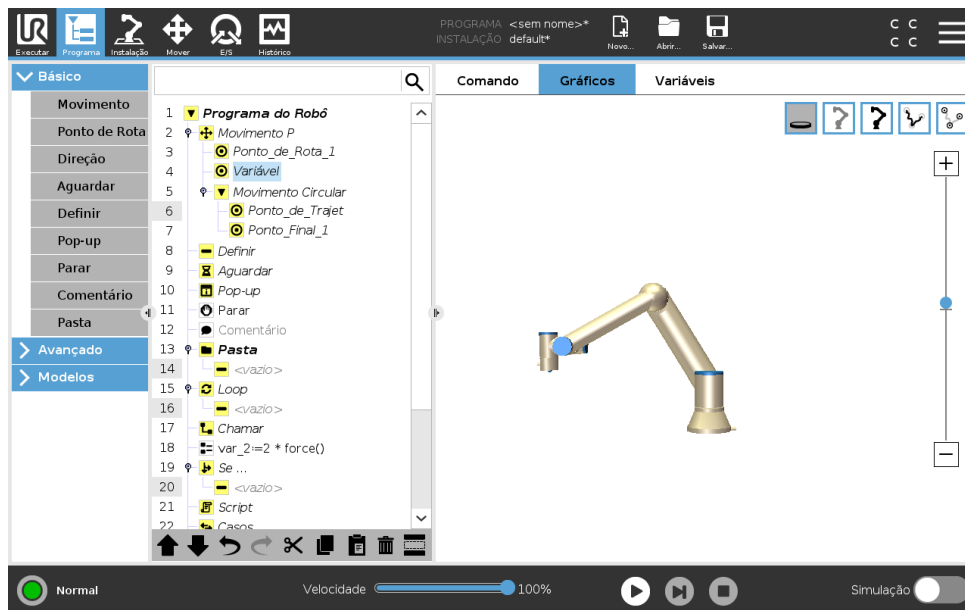 UR
Executar
Programa
Instalação
Mover
E/S
Histórico
PROGRAMA <sem nome>*
INSTALAÇÃO default*
Novo...
Abrir...
Salvar...
C C
C C
Básico
Movimento
Ponto de Rota
Direção
Aguardar
Definir
Pop-up
Parar
Comentário
Pasta
Avançado
Modelos
1 Programa do Robô
2 Movimento P
3 Ponto_de_Rota_1
4 Variável
5 Movimento Circular
6 Ponto_de_Trajet
7 Ponto_Final_1
8 Definir
9 Aguardar
10 Pop-up
11 Parar
12 Comentário
13 Pasta
14 <vazio>
15 Loop
16 <vazio>
17 Chamar
18 var_2:=2 * force()
19 Se ...
20 <vazio>
21 Script
22 Casos
Comando
Gráficos
Variáveis
Normal
Velocidade
100%
Simulação